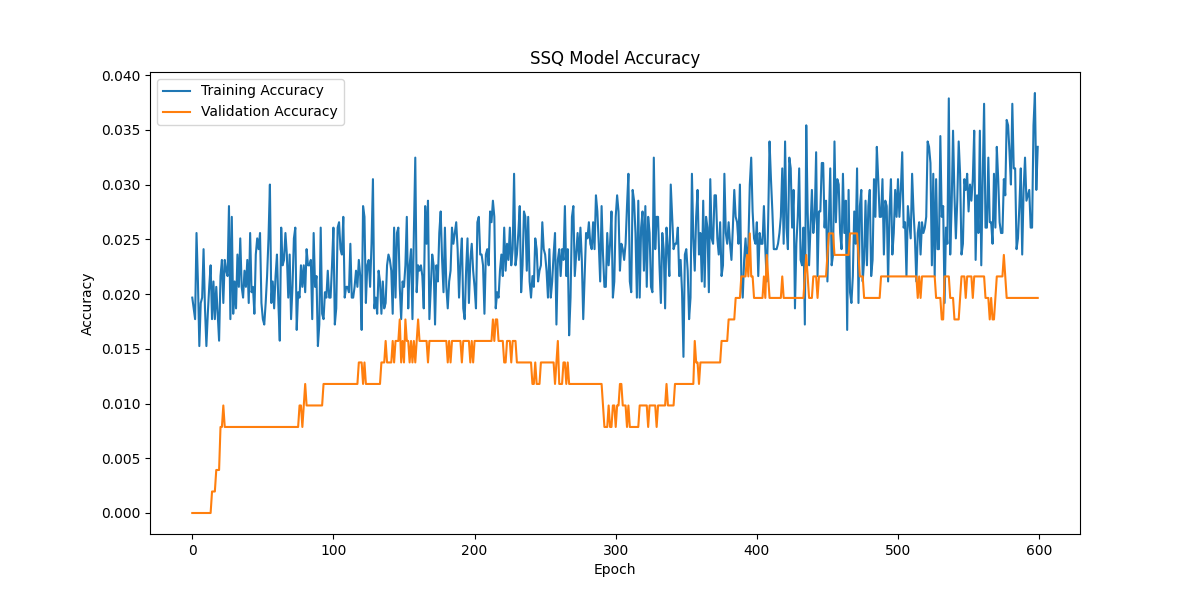 SSQ Model Accuracy
Training Accuracy
Validation Accuracy
Accuracy
0.040
0.035
0.030
0.025
0.020
0.015
0.010
0.005
0.000
0 100 200 300 400 500 600
Epoch